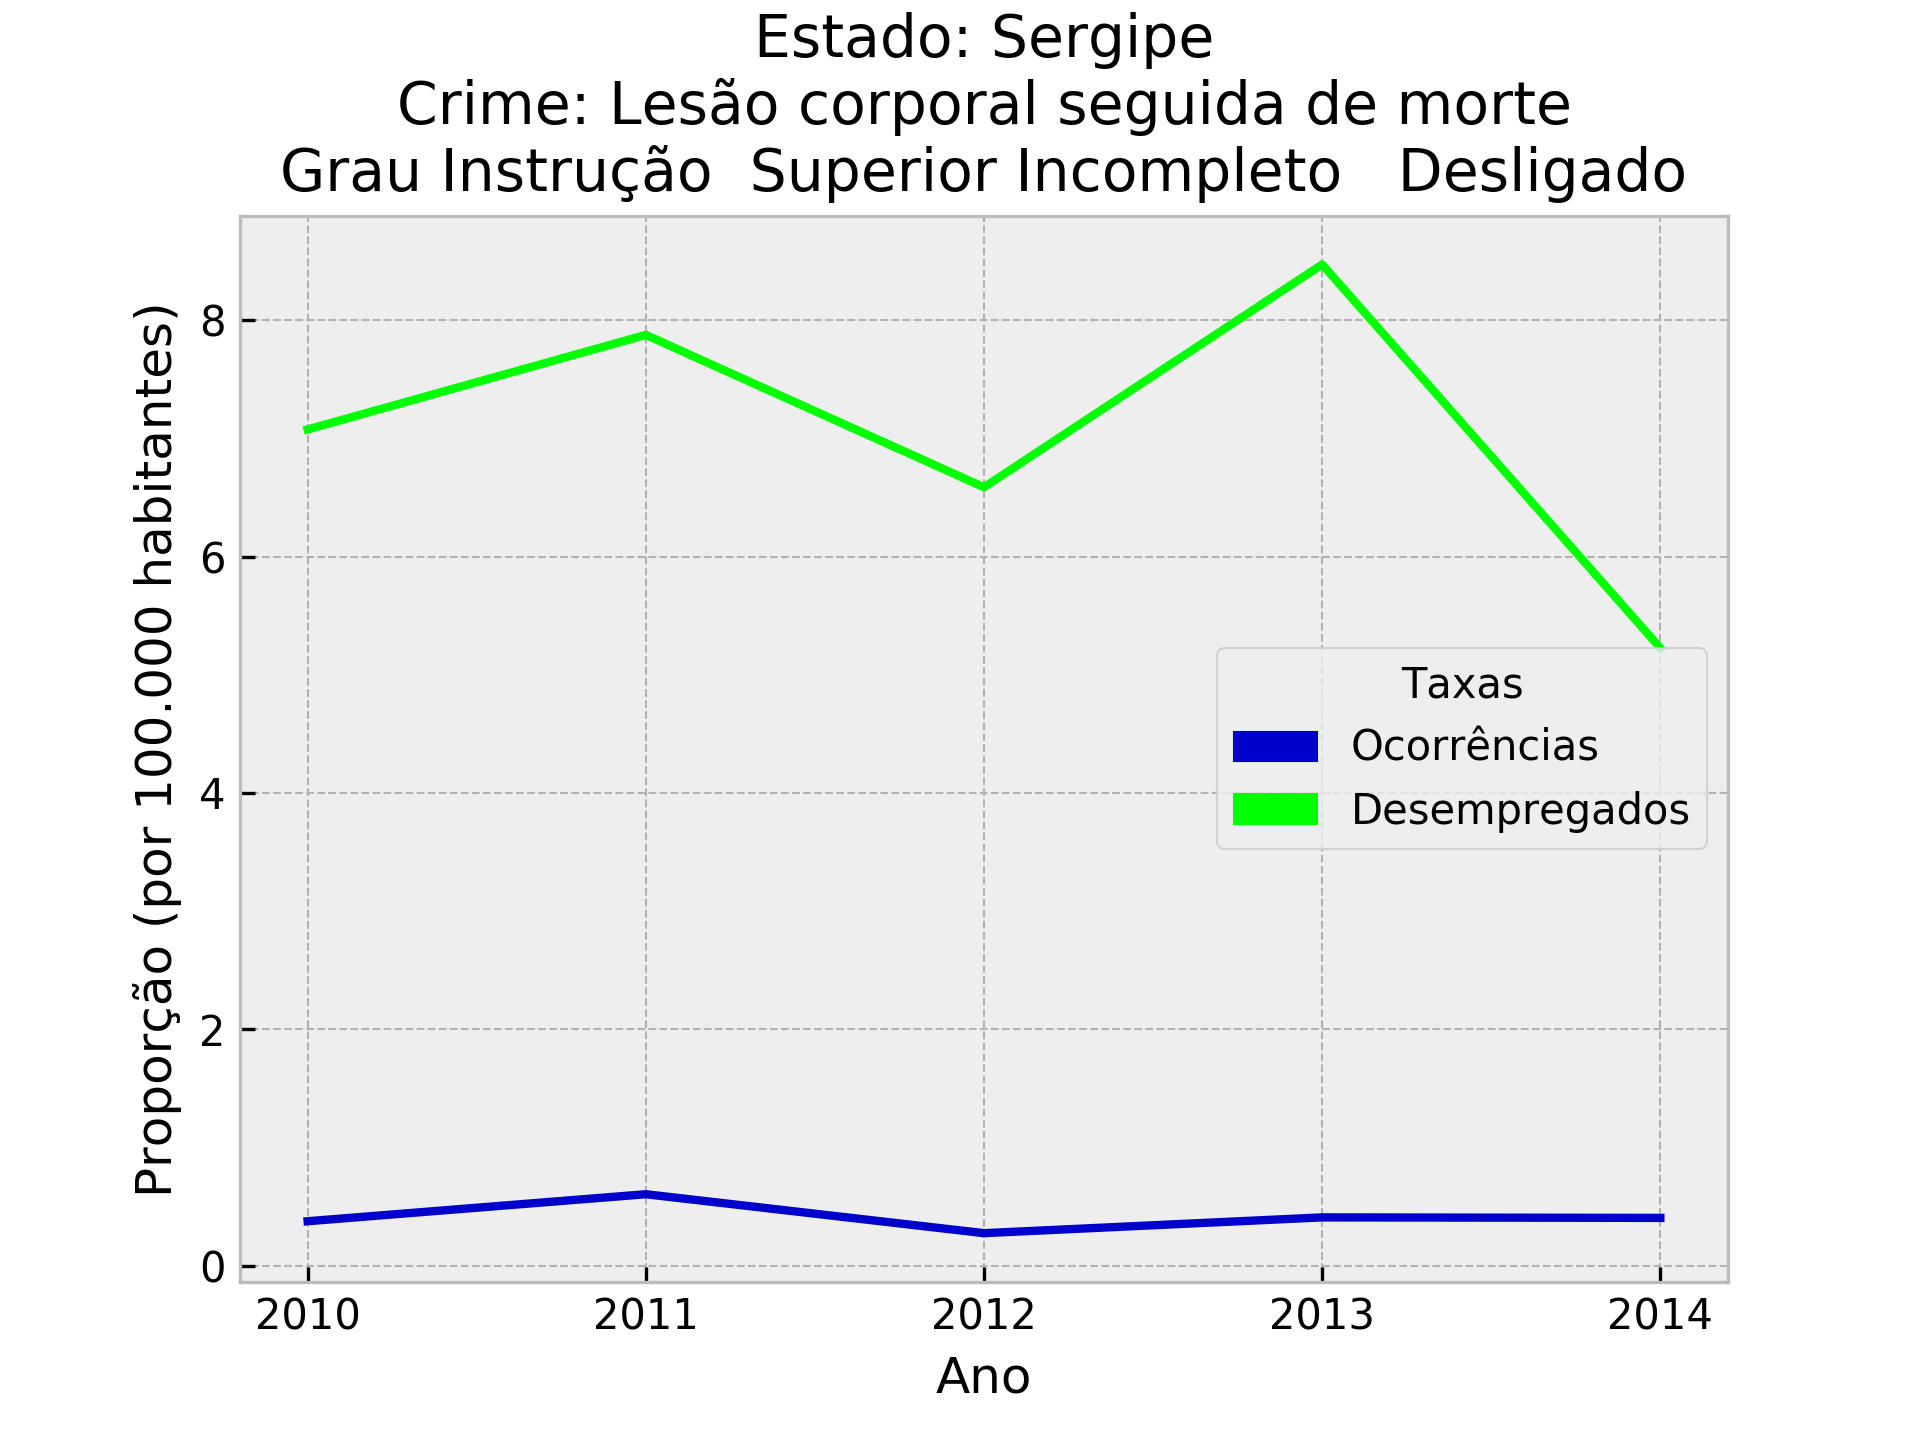 Estado: Sergipe
Crime: Lesão corporal seguida de morte
Grau Instrução  Superior Incompleto   Desligado
Proporção (por 100.000 habitantes)
8
6
4
2
0
Taxas
Ocorrências
Desempregados
2010 2011 2012 2013 2014
Ano